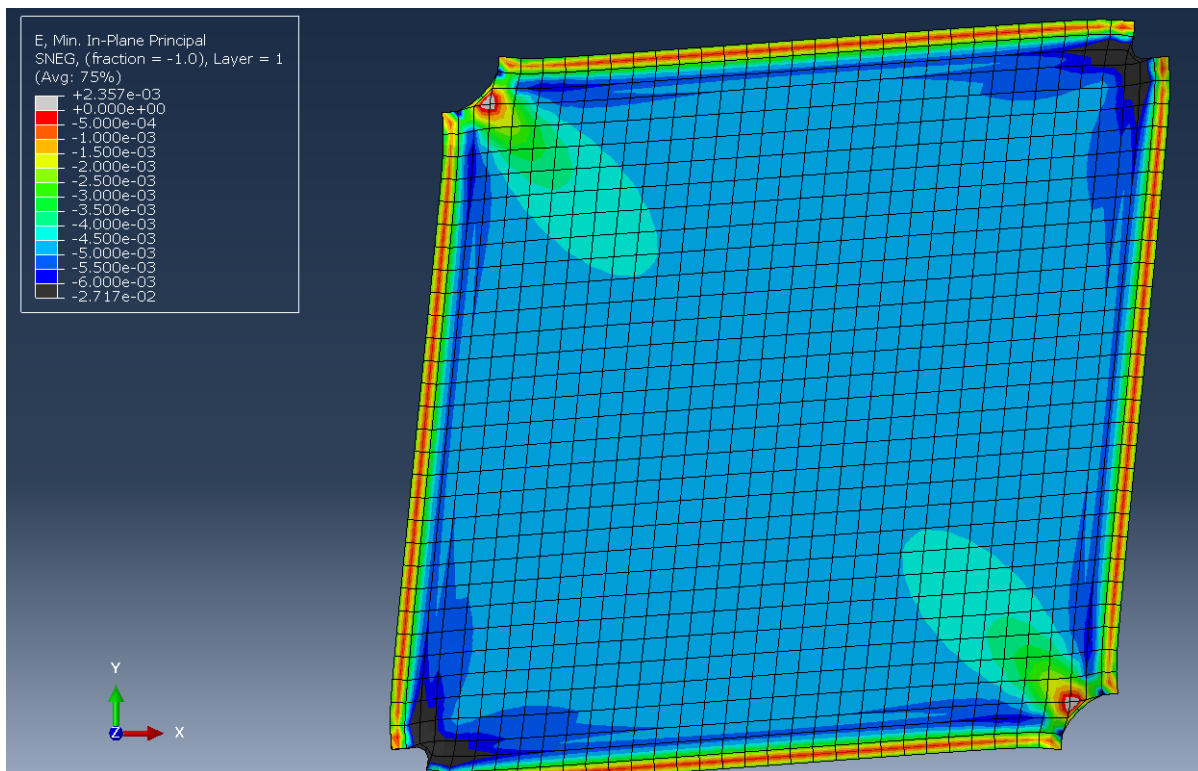 E, Min. In-Plane Principal
SNEG, (fraction = -1.0), Layer = 1
(Avg: 75%)
+2.357e-03
+0.000e+00
-5.000e-04
-1.000e-03
-1.500e-03
-2.000e-03
-2.500e-03
-3.000e-03
-3.500e-03
-4.000e-03
-4.500e-03
-5.000e-03
-5.500e-03
-6.000e-03
-2.717e-02
Y
Z
X